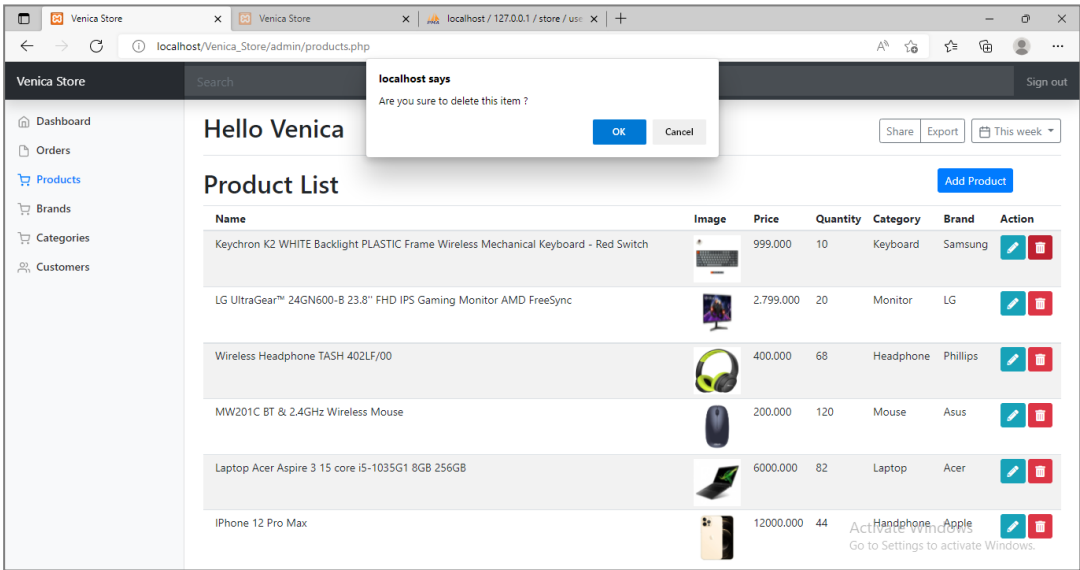 Venica Store
Venica Store
localhost / 127.0.0.1 / store / use
localhost/Venica_Store/admin/products.php
Venica Store
Search
Sign out
localhost says
Are you sure to delete this item ?
OK
Cancel
Dashboard
Orders
Products
Brands
Categories
Customers
Hello Venica
Share
Export
This week
Product List
Add Product
Name Image Price Quantity Category Brand Action
Keychron K2 WHITE Backlight PLASTIC Frame Wireless Mechanical Keyboard - Red Switch 999.000 10 Keyboard Samsung
LG UltraGear™ 24GN600-B 23.8'' FHD IPS Gaming Monitor AMD FreeSync 2.799.000 20 Monitor LG
Wireless Headphone TASH 402LF/00 400.000 68 Headphone Phillips
MW201C BT & 2.4GHz Wireless Mouse 200.000 120 Mouse Asus
Laptop Acer Aspire 3 15 core i5-1035G1 8GB 256GB 6000.000 82 Laptop Acer
IPhone 12 Pro Max 12000.000 44 Handphone Apple
Activate Windows
Go to Settings to activate Windows.